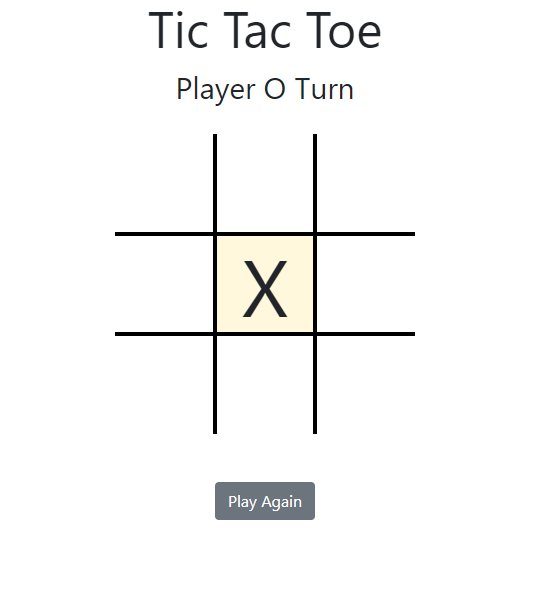 Tic Tac Toe
Player O Turn
X
Play Again